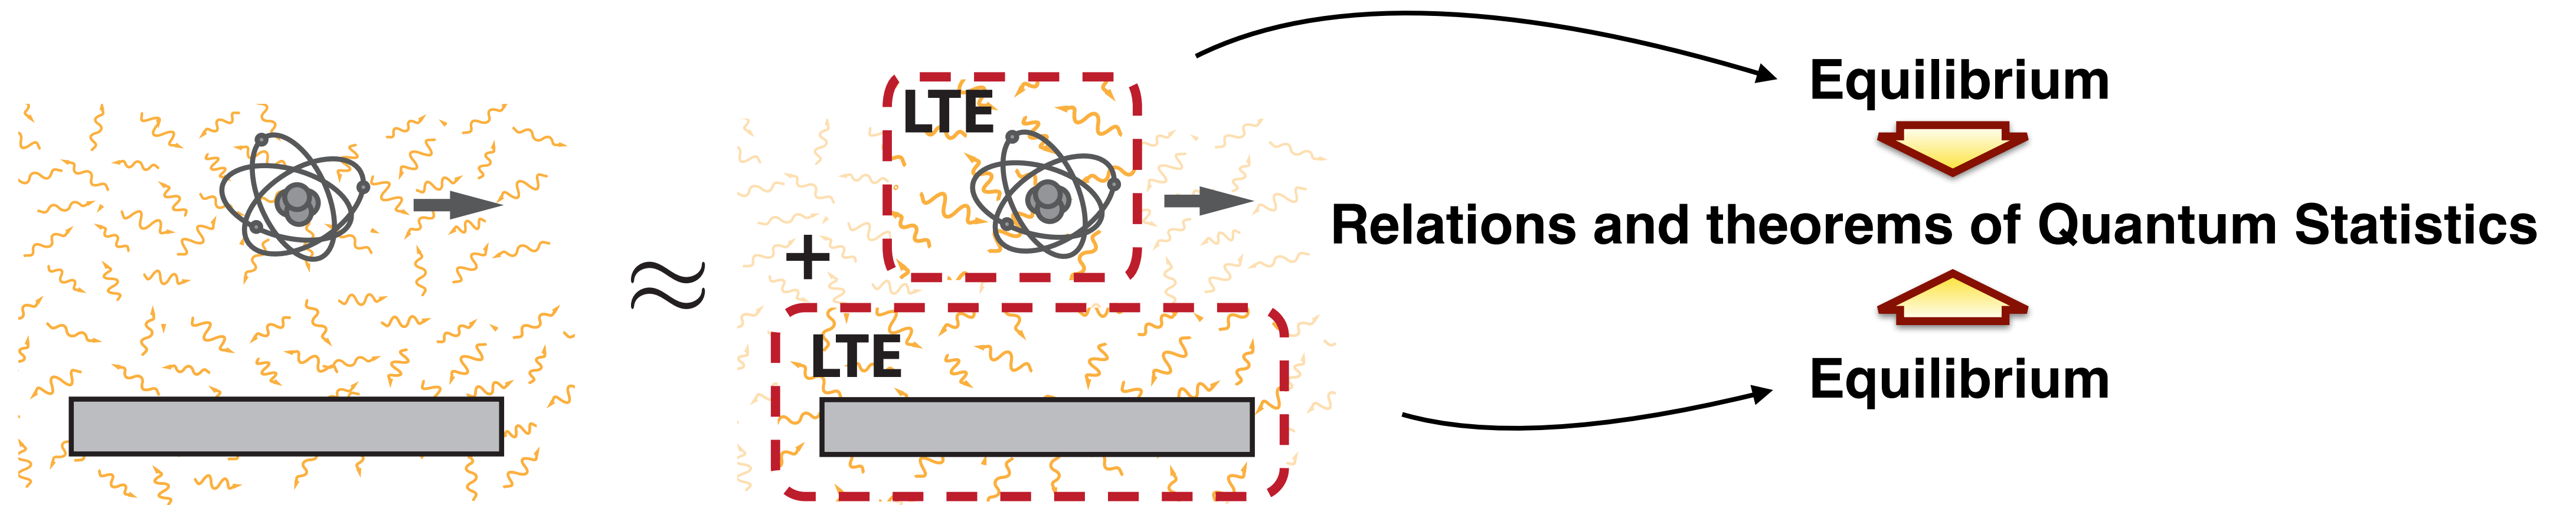 LTE
≈
+
LTE
Equilibrium
Relations and theorems of Quantum Statistics
Equilibrium